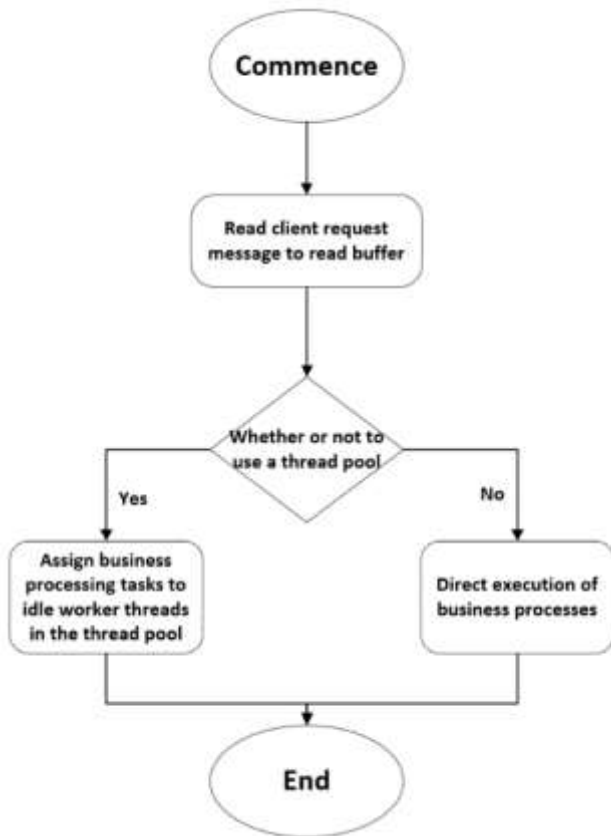 Commence
Read client request
message to read buffer
Whether or not to
use a thread pool
Yes
No
Assign business
processing tasks to
idle worker threads
in the thread pool
Direct execution of
business processes
End